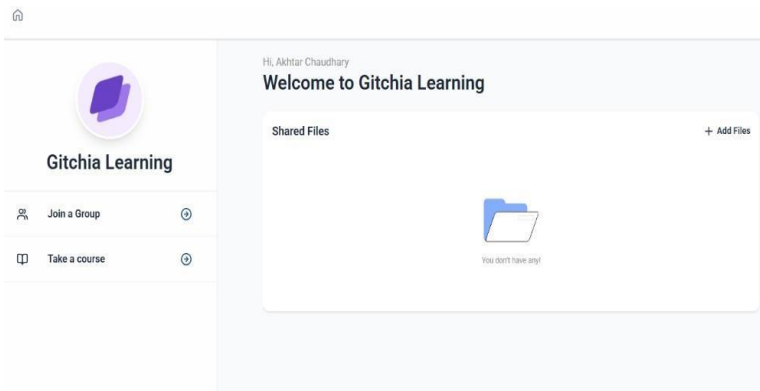 Gitchia Learning
Join a Group
Take a course
Hi, Akhtar Chaudhary
Welcome to Gitchia Learning
Shared Files
+ Add Files
You don't have any!